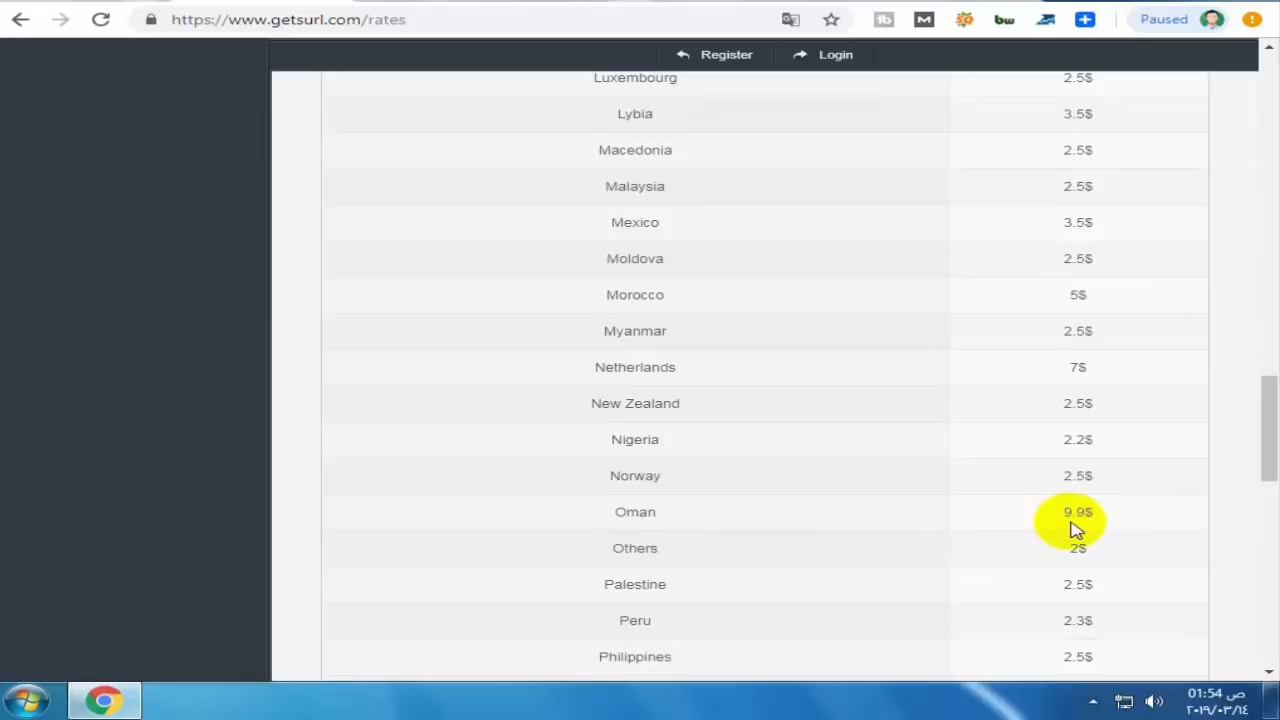 https://www.getsurl.com/rates
Paused
Register
Login
Luxembourg 2.5$
Lybia 3.5$
Macedonia 2.5$
Malaysia 2.5$
Mexico 3.5$
Moldova 2.5$
Morocco 5$
Myanmar 2.5$
Netherlands 7$
New Zealand 2.5$
Nigeria 2.2$
Norway 2.5$
Oman 9.9$
Others 2$
Palestine 2.5$
Peru 2.3$
Philippines 2.5$
01:54 ص
٢٠١٩/٠٣/١٤